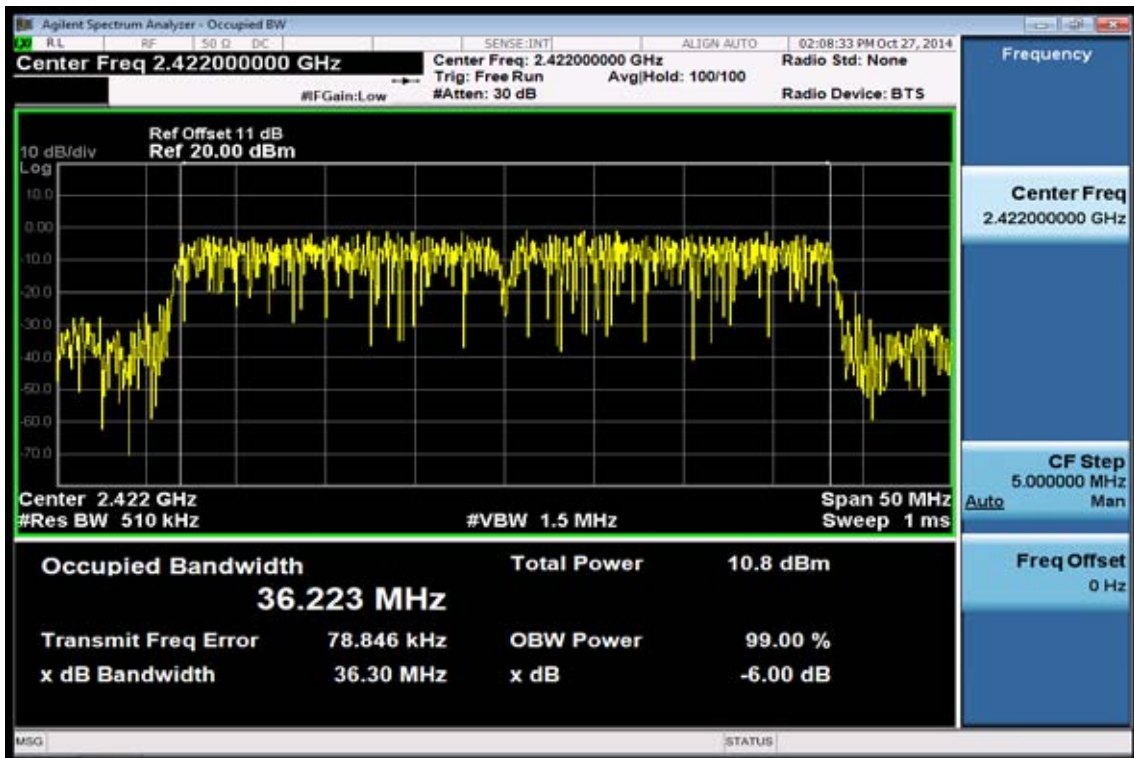 Agilent Spectrum Analyzer - Occupied BW
RL RF 50 Ω DC SENSE:INT ALIGN AUTO 02:08:33 PM Oct 27, 2014
Center Freq 2.422000000 GHz
Center Freq: 2.422000000 GHz
Radio Std: None
Trig: Free Run Avg|Hold: 100/100
#IFGain:Low
#Atten: 30 dB
Radio Device: BTS
Ref Offset 11 dB
10 dB/div Ref 20.00 dBm
Log
10.0
0.00
-10.0
-20.0
-30.0
-40.0
-50.0
-60.0
-70.0
Center 2.422 GHz Span 50 MHz
#Res BW 510 kHz #VBW 1.5 MHz Sweep 1 ms
Occupied Bandwidth Total Power 10.8 dBm
36.223 MHz
Transmit Freq Error 78.846 kHz OBW Power 99.00 %
x dB Bandwidth 36.30 MHz x dB -6.00 dB
MSG STATUS
Frequency
Center Freq
2.422000000 GHz
CF Step
5.000000 MHz
Auto Man
Freq Offset
0 Hz